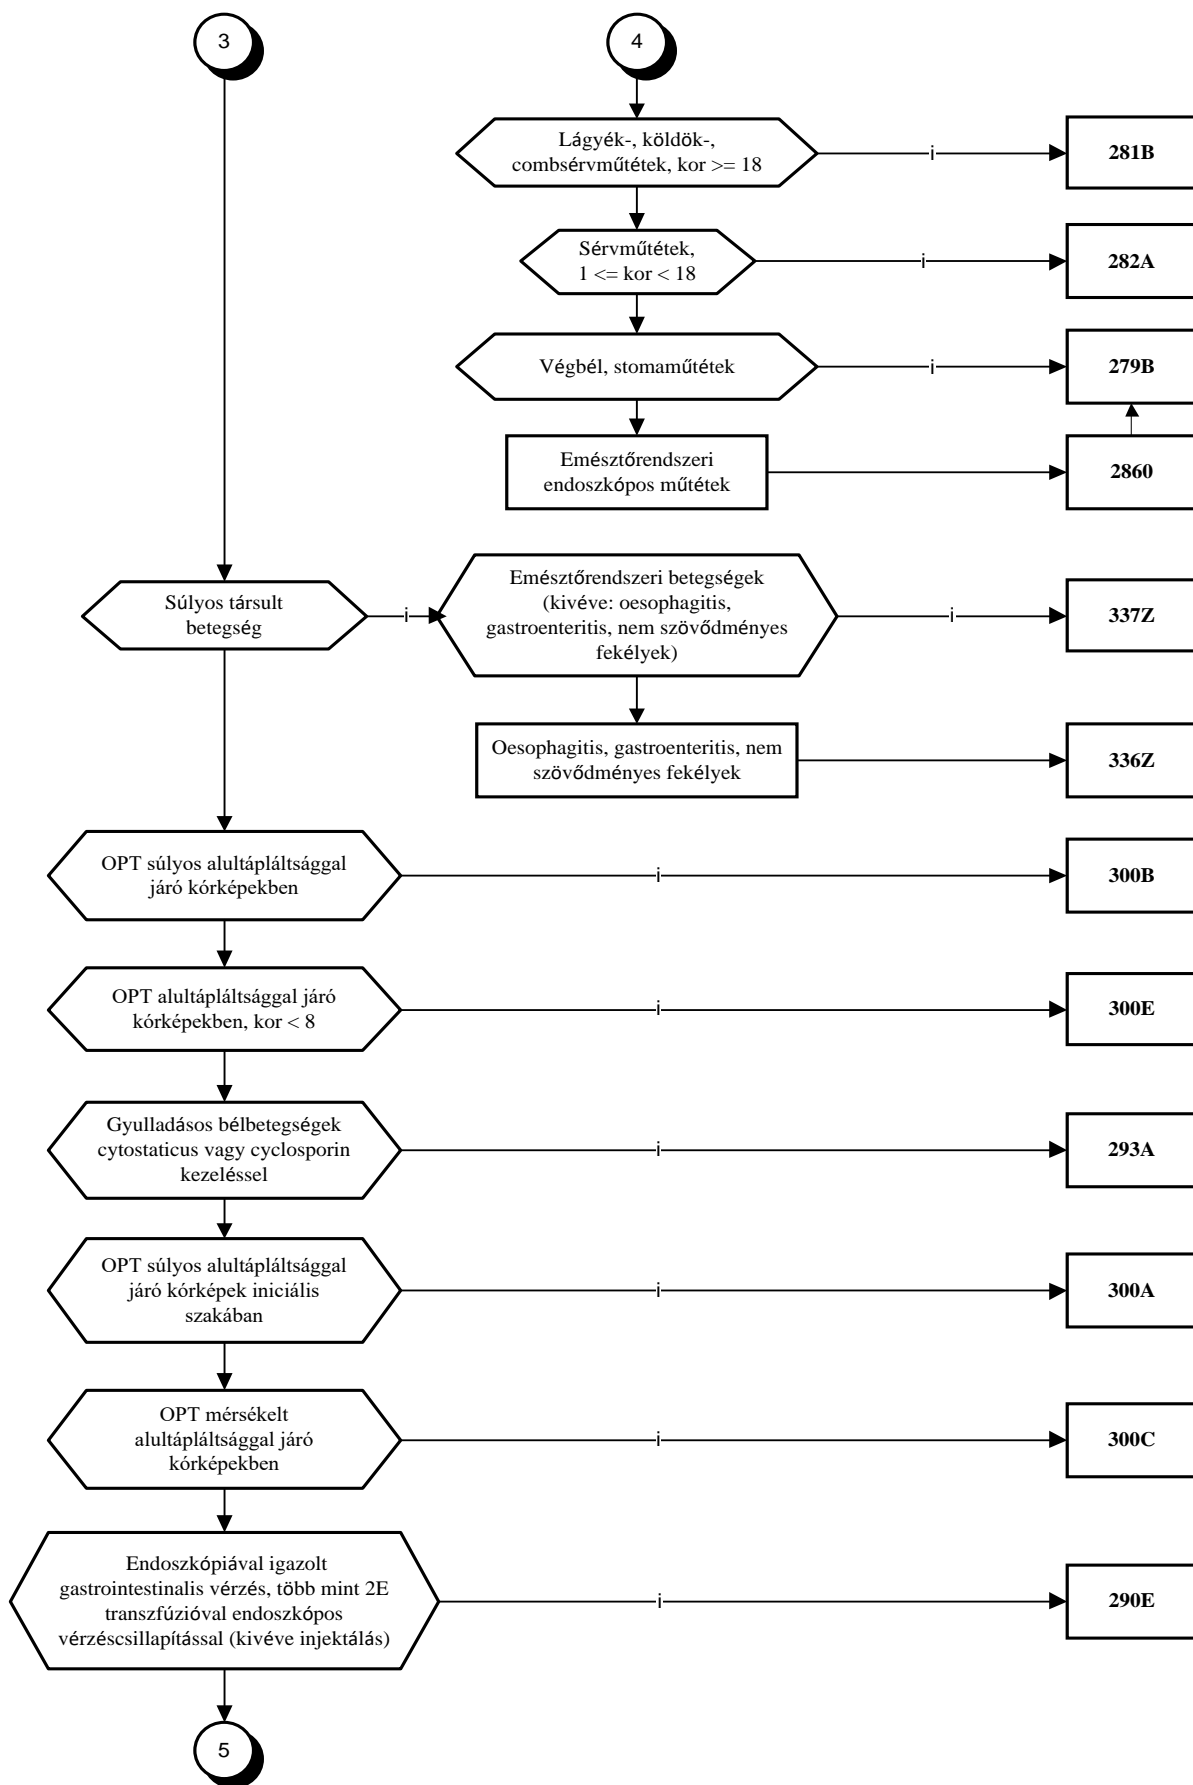 3
4
Lágyék-, köldök-,
combsérvműtétek, kor >= 18
i
281B
Sérvműtétek,
1 <= kor < 18
i
282A
Végbél, stomaműtétek
i
279B
Emésztőrendszeri
endoszkópos műtétek
2860
Súlyos társult
betegség
i
Emésztőrendszeri betegségek
(kivéve: oesophagitis,
gastroenteritis, nem szövődményes
fekélyek)
i
337Z
Oesophagitis, gastroenteritis, nem
szövődményes fekélyek
336Z
OPT súlyos alultápláltsággal
járó kórképekben
i
300B
OPT alultápláltsággal járó
kórképekben, kor < 8
i
300E
Gyulladásos bélbetegségek
cytostaticus vagy cyclosporin
kezeléssel
i
293A
OPT súlyos alultápláltsággal
járó kórképek iniciális
szakában
i
300A
OPT mérsékelt
alultápláltsággal járó
kórképekben
i
300C
Endoszkópiával igazolt
gastrointestinalis vérzés, több mint 2E
transzfúzióval endoszkópos
vérzéscsillapítással (kivéve injektálás)
i
290E
5